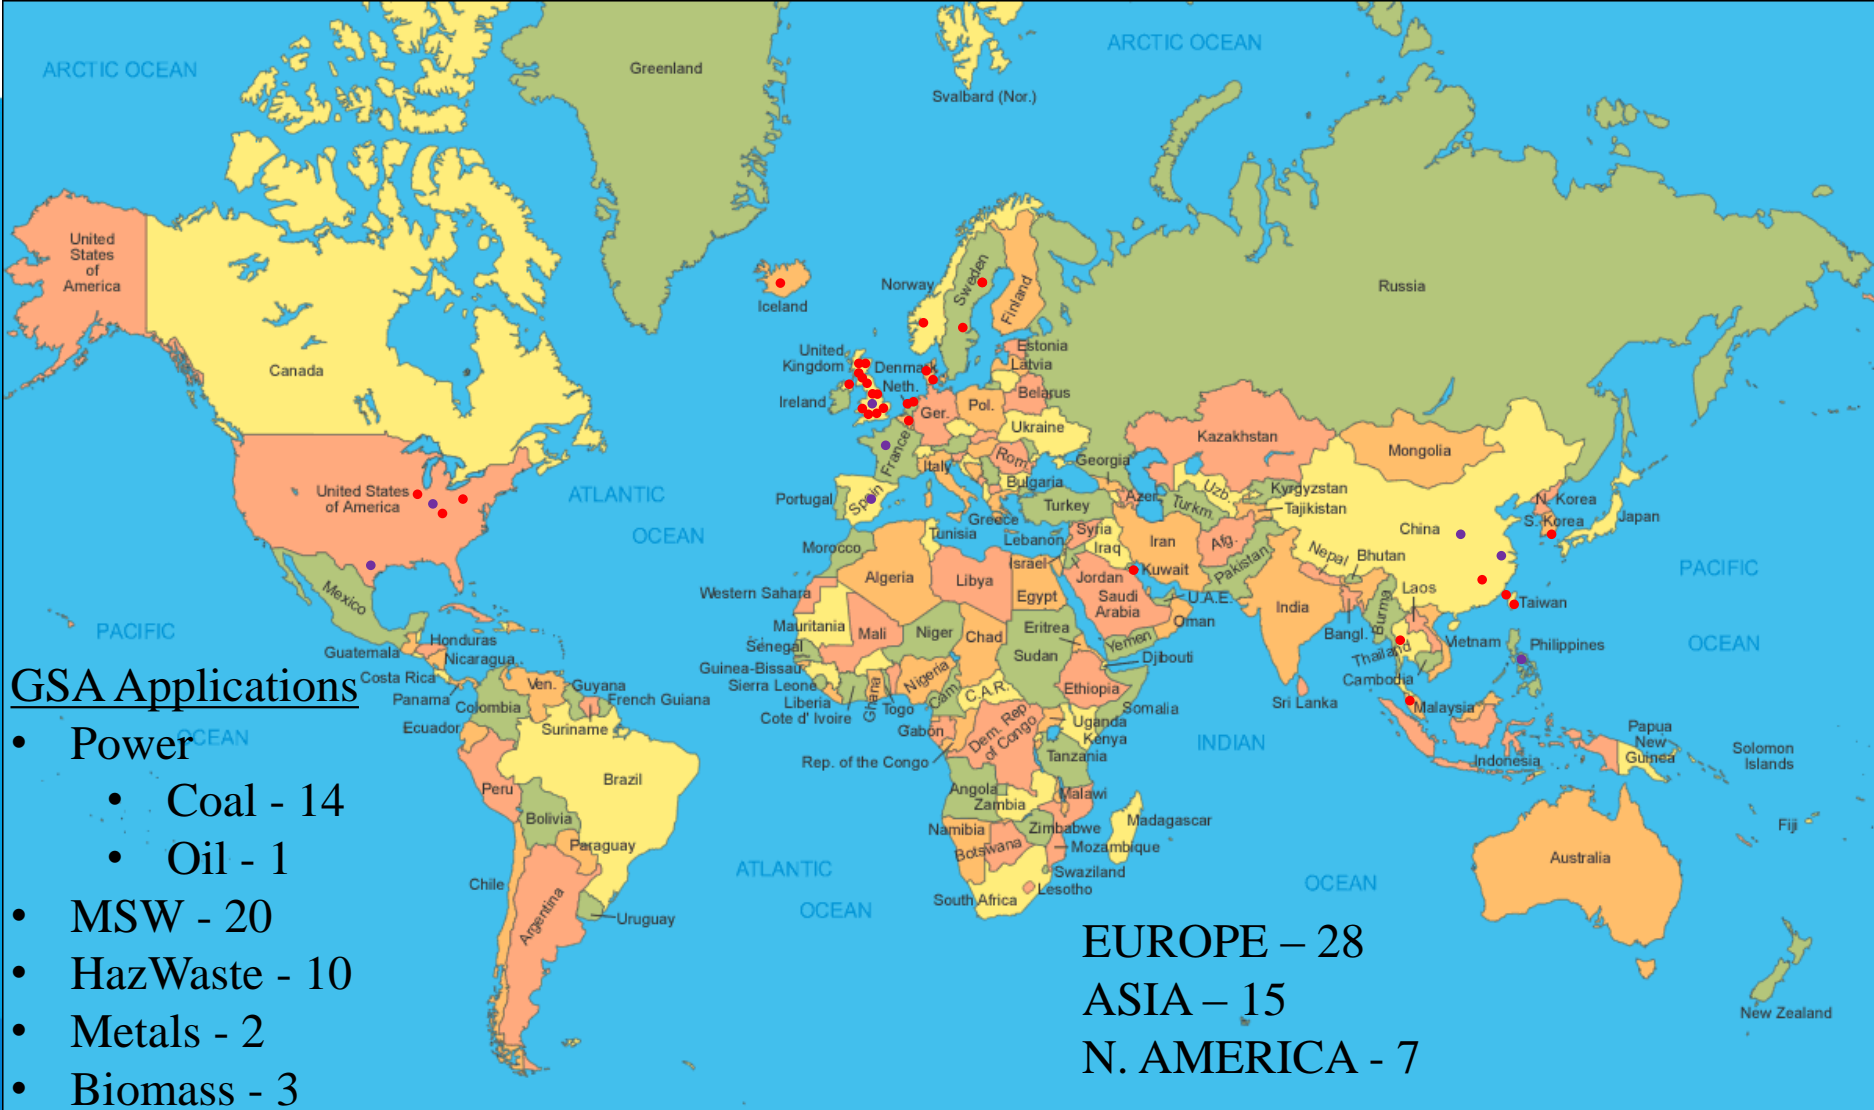 ARCTIC OCEAN
ARCTIC OCEAN
Greenland
Svalbard (Nor.)
United
States
of
America
Canada
Iceland
Norway
Sweden
Finland
Russia
United
Kingdom
Denmark
Neth.
Ireland
Estonia
Latvia
Belarus
Ger.
Pol.
Ukraine
France
Italy
Rom.
Bulgaria
Portugal
Spain
Greece
Turkey
Georgia
Azer.
Kazakhstan
Uzb.
Turkm.
Kyrgyzstan
Tajikistan
Mongolia
China
N. Korea
S. Korea
Japan
United States
of America
ATLANTIC
OCEAN
Mexico
Morocco
Tunisia
Lebanon
Syria
Iraq
Iran
Afg.
Pakistan
Nepal
Bhutan
Israel
Jordan
Kuwait
Western Sahara
Algeria
Libya
Egypt
Saudi
Arabia
U.A.E.
Oman
Yemen
India
Bangl.
Burma
Laos
Taiwan
PACIFIC
OCEAN
Mauritania
Mali
Niger
Chad
Sudan
Eritrea
Djibouti
Senegal
Guinea-Bissau
Sierra Leone
Liberia
Cote d' Ivoire
Ghana
Togo
Nigeria
Cam.
C.A.R.
Ethiopia
Somalia
Vietnam
Thailand
Cambodia
Philippines
Sri Lanka
Malaysia
PACIFIC
OCEAN
Honduras
Guatemala
Nicaragua
Costa Rica
Panama
Ven.
Guyana
French Guiana
Colombia
Suriname
Ecuador
Gabon
Rep. of the Congo
Dem. Rep
of Congo
Uganda
Kenya
Tanzania
INDIAN
OCEAN
Indonesia
Papua
New
Guinea
Solomon
Islands
Peru
Brazil
Bolivia
Paraguay
Chile
Argentina
Uruguay
ATLANTIC
OCEAN
Angola
Zambia
Malawi
Namibia
Zimbabwe
Botswana
Mozambique
Madagascar
Swaziland
Lesotho
South Africa
Australia
Fiji
New Zealand
GSA Applications
• Power
• Coal - 14
• Oil - 1
• MSW - 20
• HazWaste - 10
• Metals - 2
• Biomass - 3
EUROPE – 28
ASIA – 15
N. AMERICA - 7